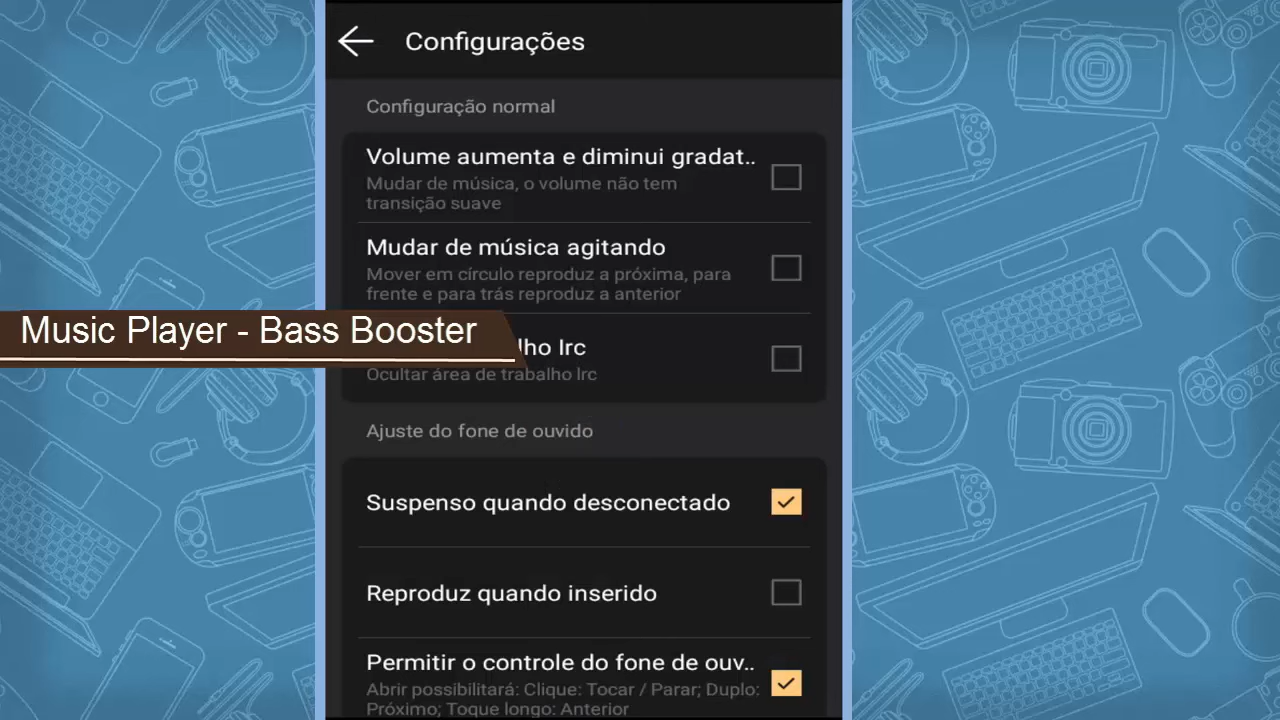 Configurações
Configuração normal
Volume aumenta e diminui gradat..
Mudar de música, o volume não tem
transição suave
Mudar de música agitando
Mover em círculo reproduz a próxima, para
frente e para trás reproduz a anterior
Music Player - Bass Booster
lho lrc
Ocultar área de trabalho lrc
Ajuste do fone de ouvido
Suspenso quando desconectado
Reproduz quando inserido
Permitir o controle do fone de ouv..
Abrir possibilitará: Clique: Tocar / Parar; Duplo:
Próximo; Toque longo: Anterior